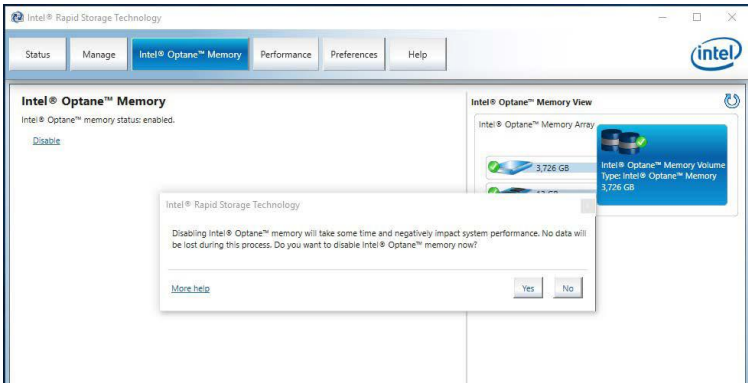 Intel® Rapid Storage Technology
Status
Manage
Intel® Optane™ Memory
Performance
Preferences
Help
intel
Intel® Optane™ Memory
Intel® Optane™ memory status: enabled.
Disable
Intel® Optane™ Memory View
Intel® Optane™ Memory Array
3,726 GB
Intel® Optane™ Memory Volume
Type: Intel® Optane™ Memory
3,726 GB
Intel® Rapid Storage Technology
Disabling Intel® Optane™ memory will take some time and negatively impact system performance. No data will
be lost during this process. Do you want to disable Intel® Optane™ memory now?
More help
Yes
No